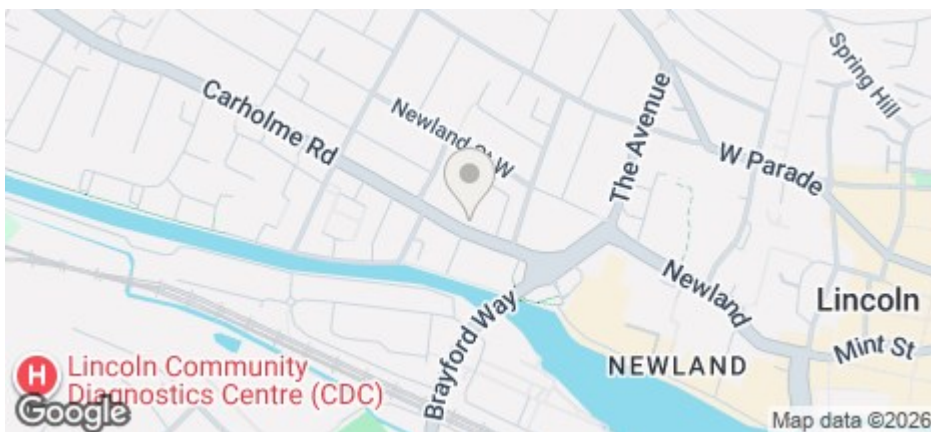 Spring Hill
Carholme Rd
Newland St W
The Avenue
W Parade
Newland
Lincoln
Brayford Way
Mint St
NEWLAND
H
Lincoln Community
Diagnostics Centre (CDC)
Google
Map data ©2026